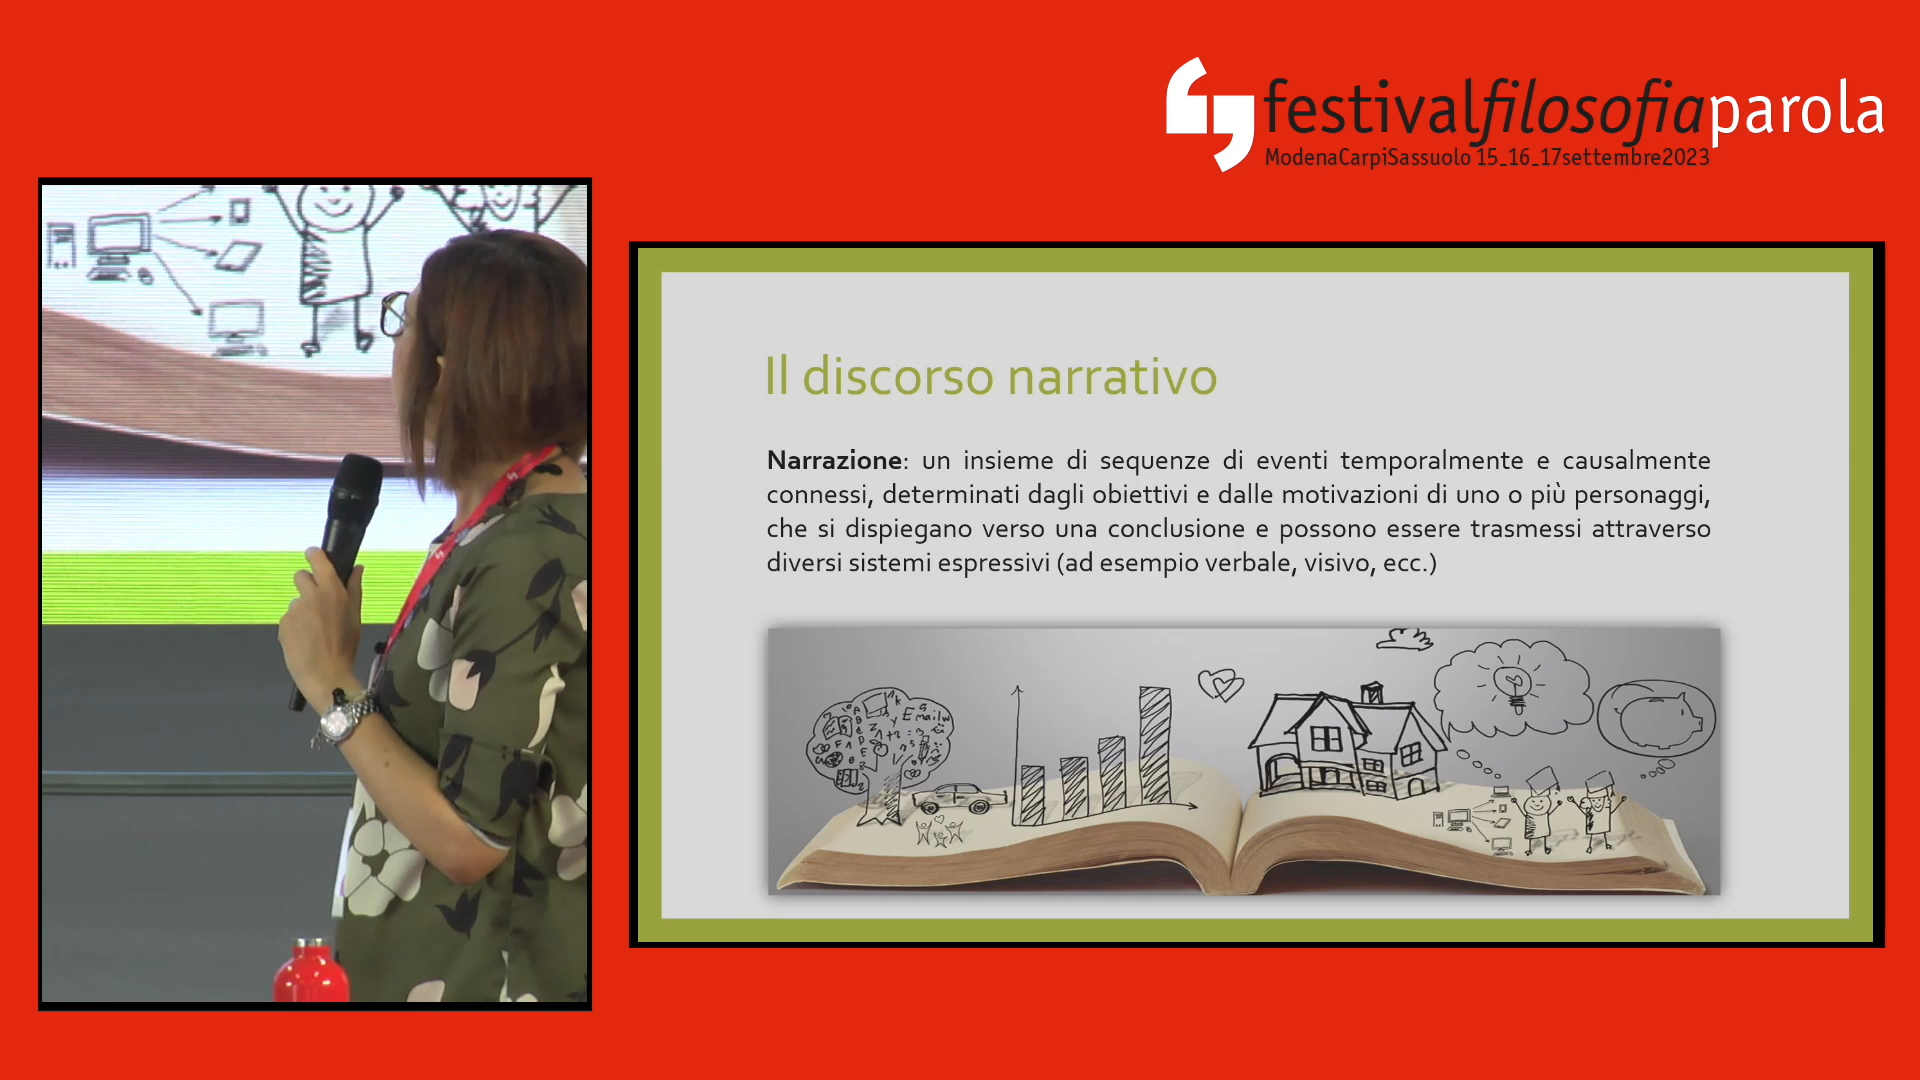 festivalfilosofiaparola
ModenaCarpiSassuolo 15_16_17settembre2023
Il discorso narrativo
Narrazione: un insieme di sequenze di eventi temporalmente e causalmente
connessi, determinati dagli obiettivi e dalle motivazioni di uno o più personaggi,
che si dispiegano verso una conclusione e possono essere trasmessi attraverso
diversi sistemi espressivi (ad esempio verbale, visivo, ecc.)